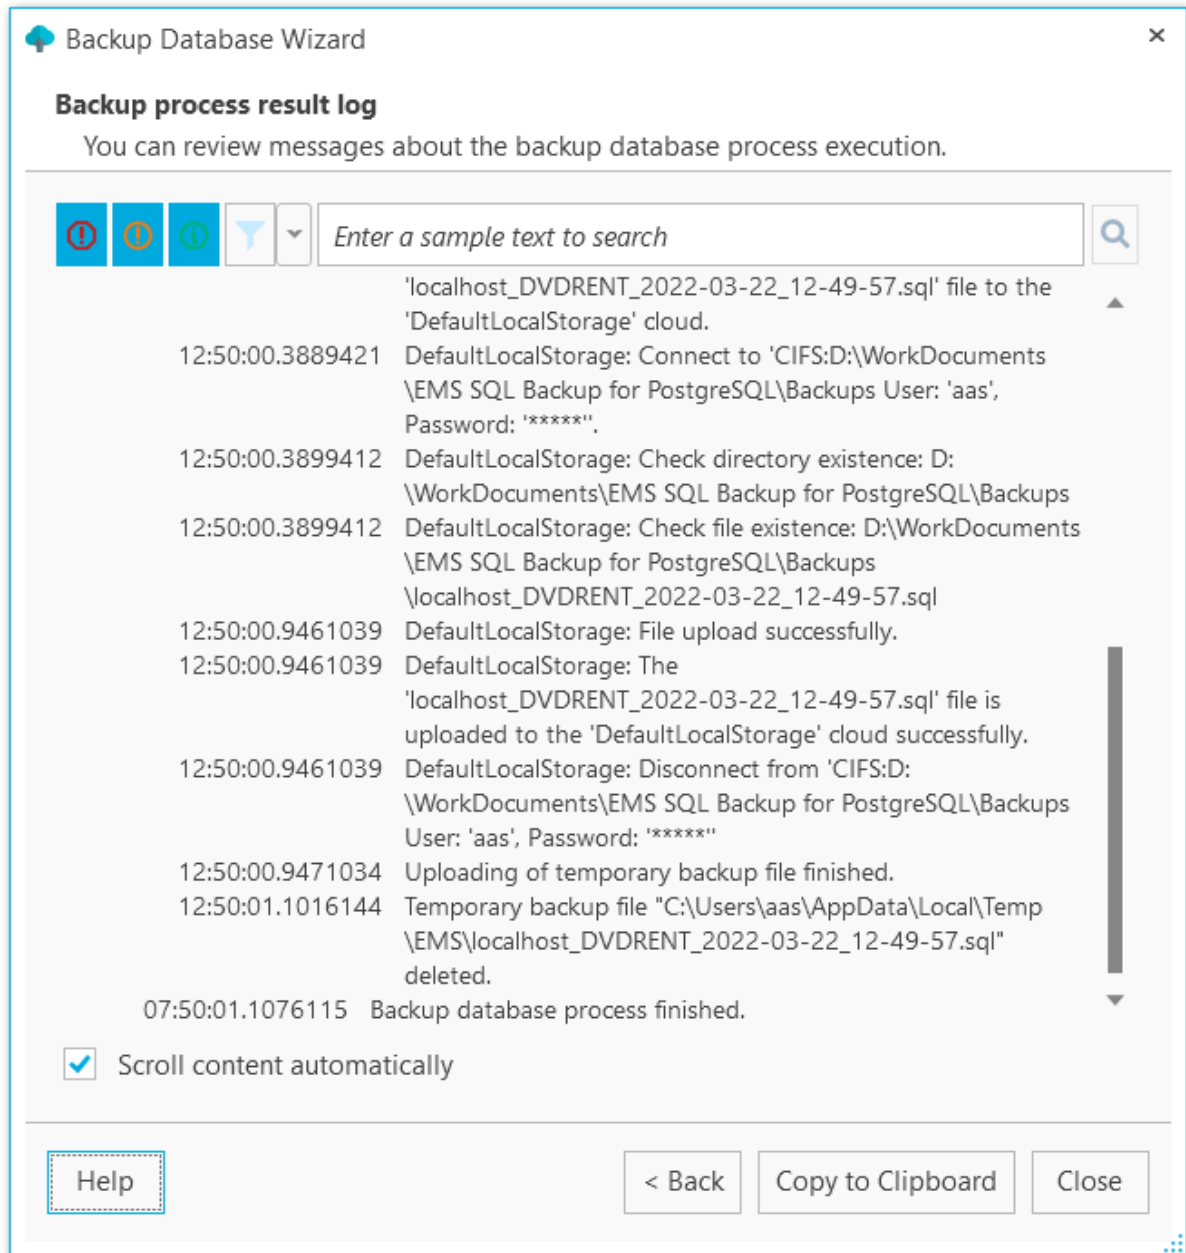 Backup Database Wizard
Backup process result log
You can review messages about the backup database process execution.
Enter a sample text to search
'localhost_DVDRENT_2022-03-22_12-49-57.sql' file to the
'DefaultLocalStorage' cloud.
12:50:00.3889421 DefaultLocalStorage: Connect to 'CIFS:D:\WorkDocuments
\EMS SQL Backup for PostgreSQL\Backups User: 'aas',
Password: '*****''.
12:50:00.3899412 DefaultLocalStorage: Check directory existence: D:
\WorkDocuments\EMS SQL Backup for PostgreSQL\Backups
12:50:00.3899412 DefaultLocalStorage: Check file existence: D:\WorkDocuments
\EMS SQL Backup for PostgreSQL\Backups
\localhost_DVDRENT_2022-03-22_12-49-57.sql
12:50:00.9461039 DefaultLocalStorage: File upload successfully.
12:50:00.9461039 DefaultLocalStorage: The
'localhost_DVDRENT_2022-03-22_12-49-57.sql' file is
uploaded to the 'DefaultLocalStorage' cloud successfully.
12:50:00.9461039 DefaultLocalStorage: Disconnect from 'CIFS:D:
\WorkDocuments\EMS SQL Backup for PostgreSQL\Backups
User: 'aas', Password: '*****''
12:50:00.9471034 Uploading of temporary backup file finished.
12:50:01.1016144 Temporary backup file "C:\Users\aas\AppData\Local\Temp
\EMS\localhost_DVDRENT_2022-03-22_12-49-57.sql"
deleted.
07:50:01.1076115 Backup database process finished.
Scroll content automatically
Help
< Back
Copy to Clipboard
Close